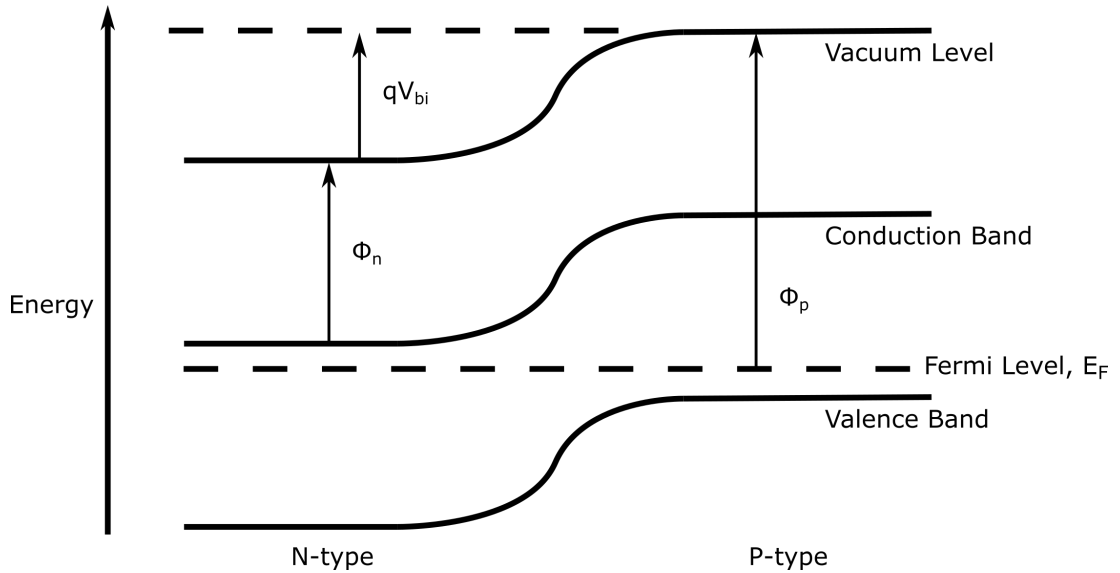 Vacuum Level
qV_bi
Conduction Band
Φ_n
Energy
Φ_p
Fermi Level, E_F
Valence Band
N-type P-type